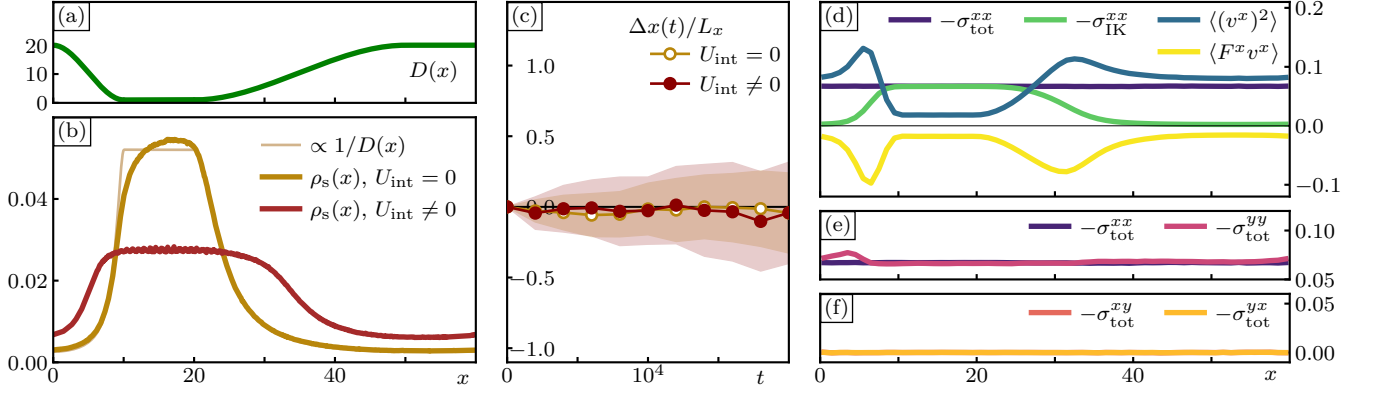 (a)
20
10
0
D(x)
(b)
∝ 1/D(x)
ρs(x), Uint = 0
ρs(x), Uint ≠ 0
0.04
0.02
0.00
0
20
40
x
(c)
Δx(t)/Lx
Uint = 0
Uint ≠ 0
1.0
0.5
0.0
−0.5
−1.0
0
10⁴
t
(d)
−σ^xx_tot
−σ^xx_IK
⟨(v^x)²⟩
⟨F^x v^x⟩
0.2
0.1
0.0
−0.1
(e)
−σ^xx_tot
−σ^yy_tot
0.10
0.05
(f)
−σ^xy_tot
−σ^yx_tot
0.05
0.00
0
20
40
x